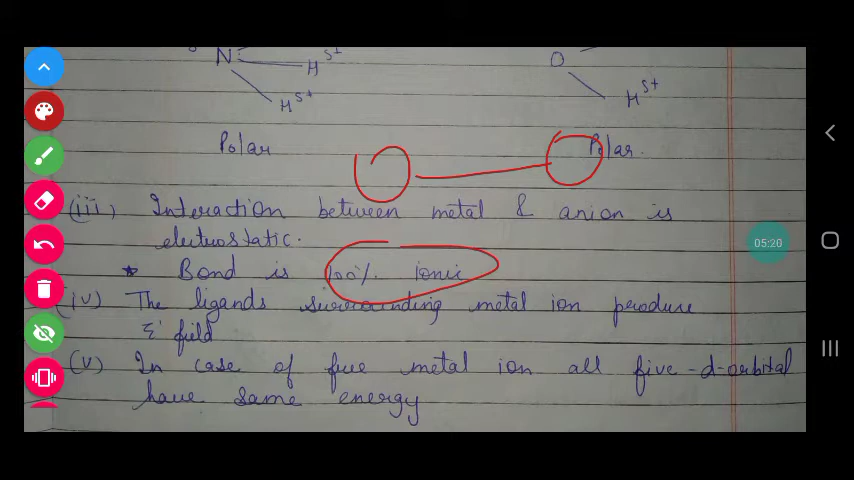 N
H δ+
H δ+
O
H δ+
Polar
Polar.
(iii) Interaction between metal & anion is
electrostatic.
* Bond is 100%. ionic
(iv) The ligands surrounding metal ion produre
field
(v) In case of free metal ion all five -d-orbital
have same energy
05:20